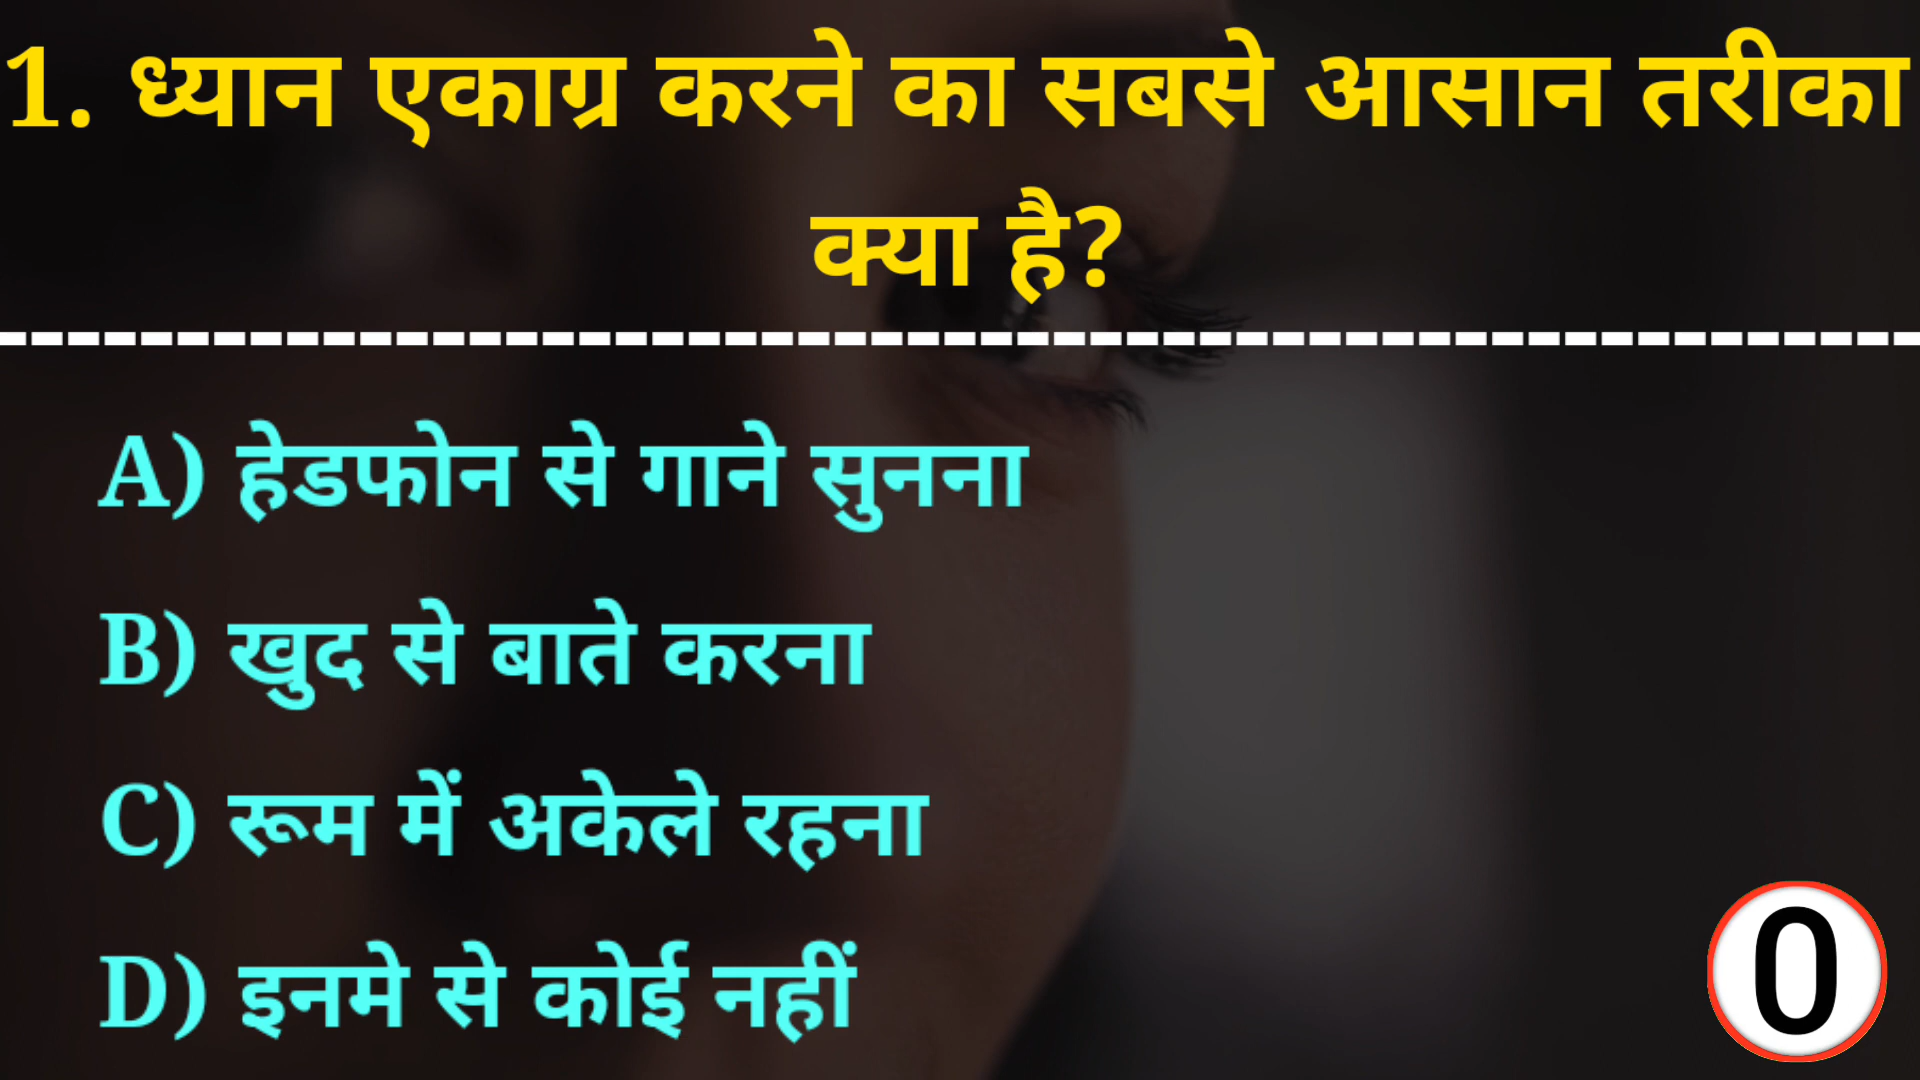 1. ध्यान एकाग्र करने का सबसे आसान तरीका
क्या है?
A) हेडफोन से गाने सुनना
B) खुद से बाते करना
C) रूम में अकेले रहना
D) इनमे से कोई नहीं
0